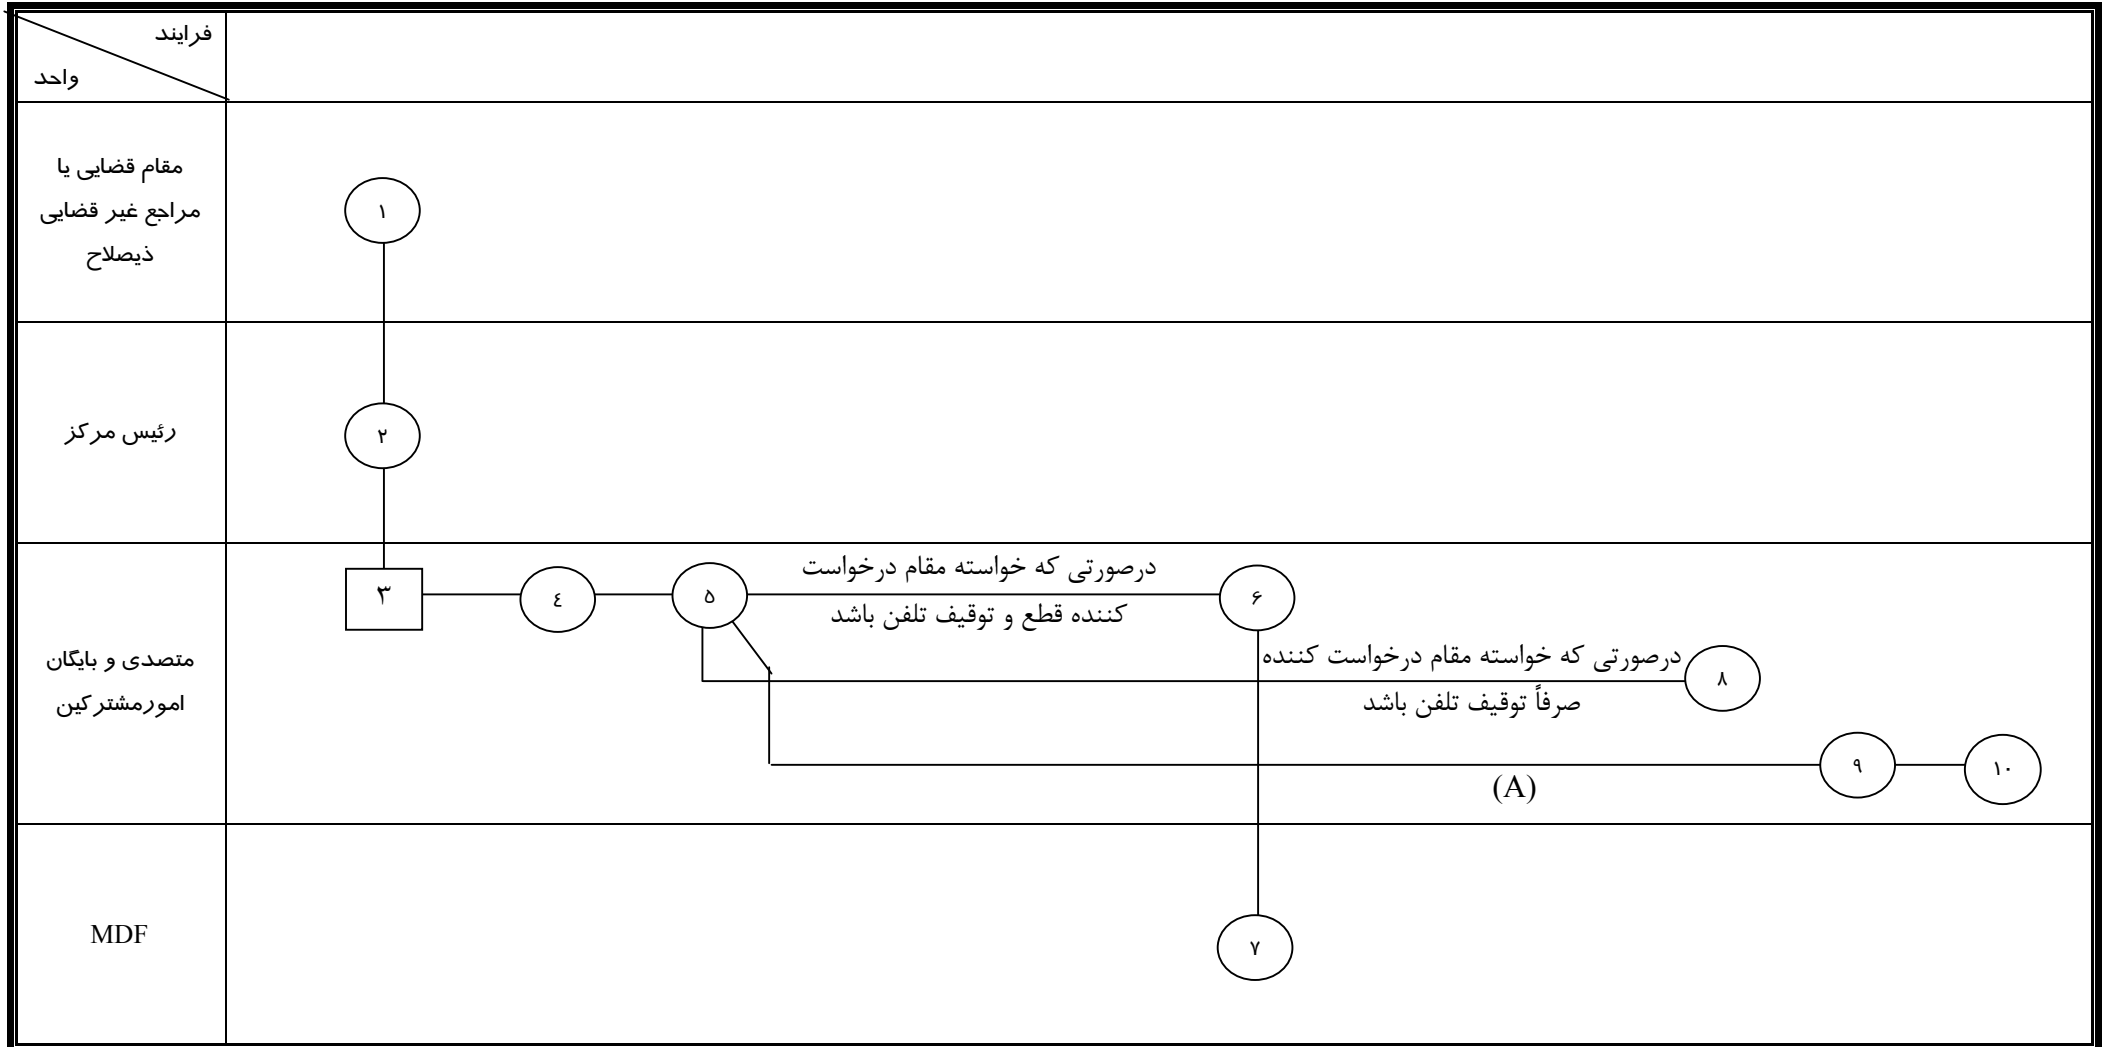 فرایند
واحد
مقام قضایی یا
مراجع غیر قضایی
ذیصلاح
۱
رئیس مرکز
۲
متصدی و بایگان
امورمشترکین
۳
٤
۵
درصورتی که خواسته مقام درخواست
کننده قطع و توقیف تلفن باشد
۶
درصورتی که خواسته مقام درخواست کننده
صرفاً توقیف تلفن باشد
۸
(A)
۹
۱۰
MDF
۷